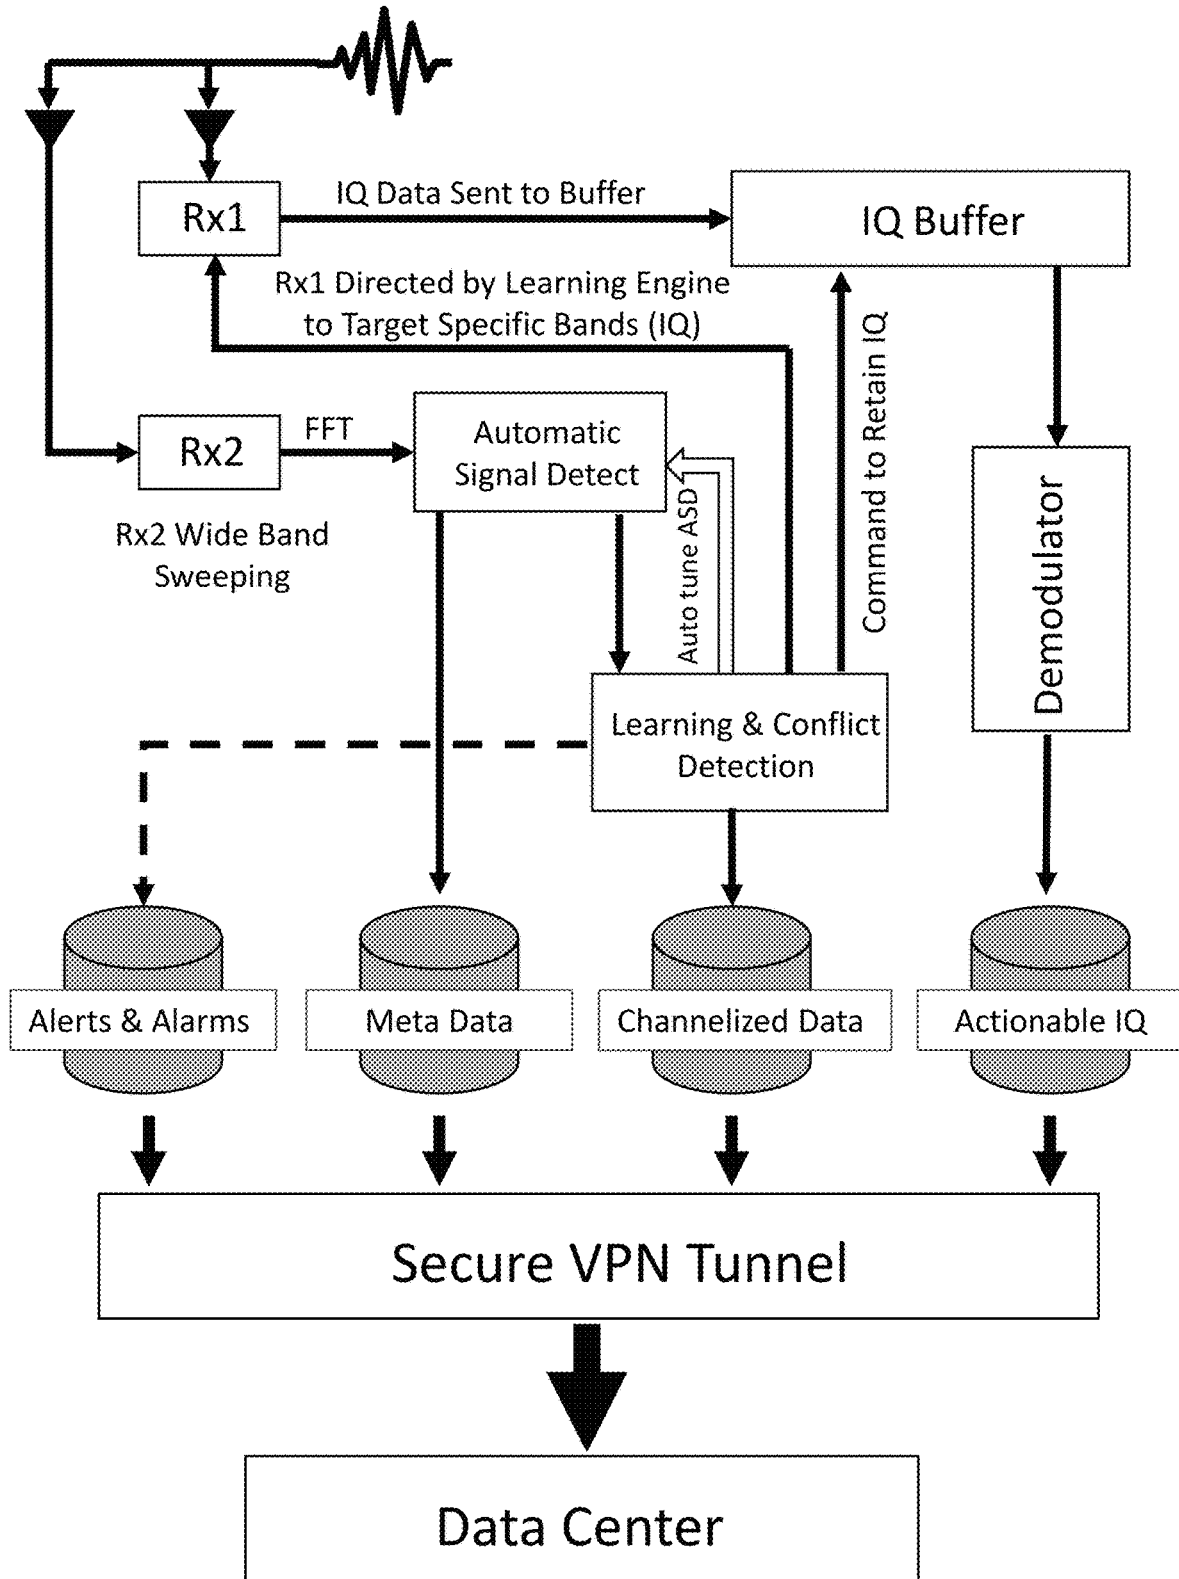 IQ Data Sent to Buffer
Rx1
IQ Buffer
Rx1 Directed by Learning Engine
to Target Specific Bands (IQ)
Command to Retain IQ
Rx2
FFT
Automatic
Signal Detect
Rx2 Wide Band
Sweeping
Auto tune ASD
Demodulator
Learning & Conflict
Detection
Alerts & Alarms
Meta Data
Channelized Data
Actionable IQ
Secure VPN Tunnel
Data Center